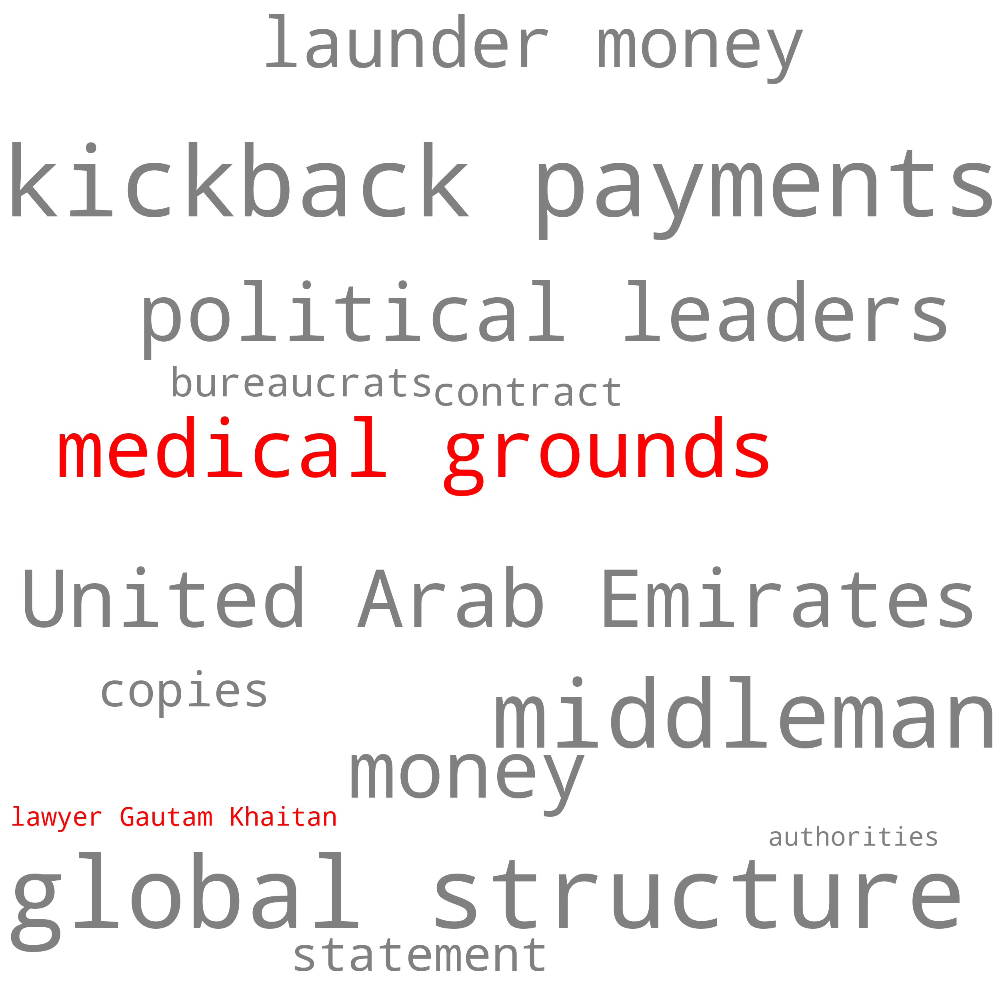 launder money
kickback payments
political leaders
bureaucrats
contract
medical grounds
United Arab Emirates
copies
middleman
money
lawyer Gautam Khaitan
authorities
global structure
statement